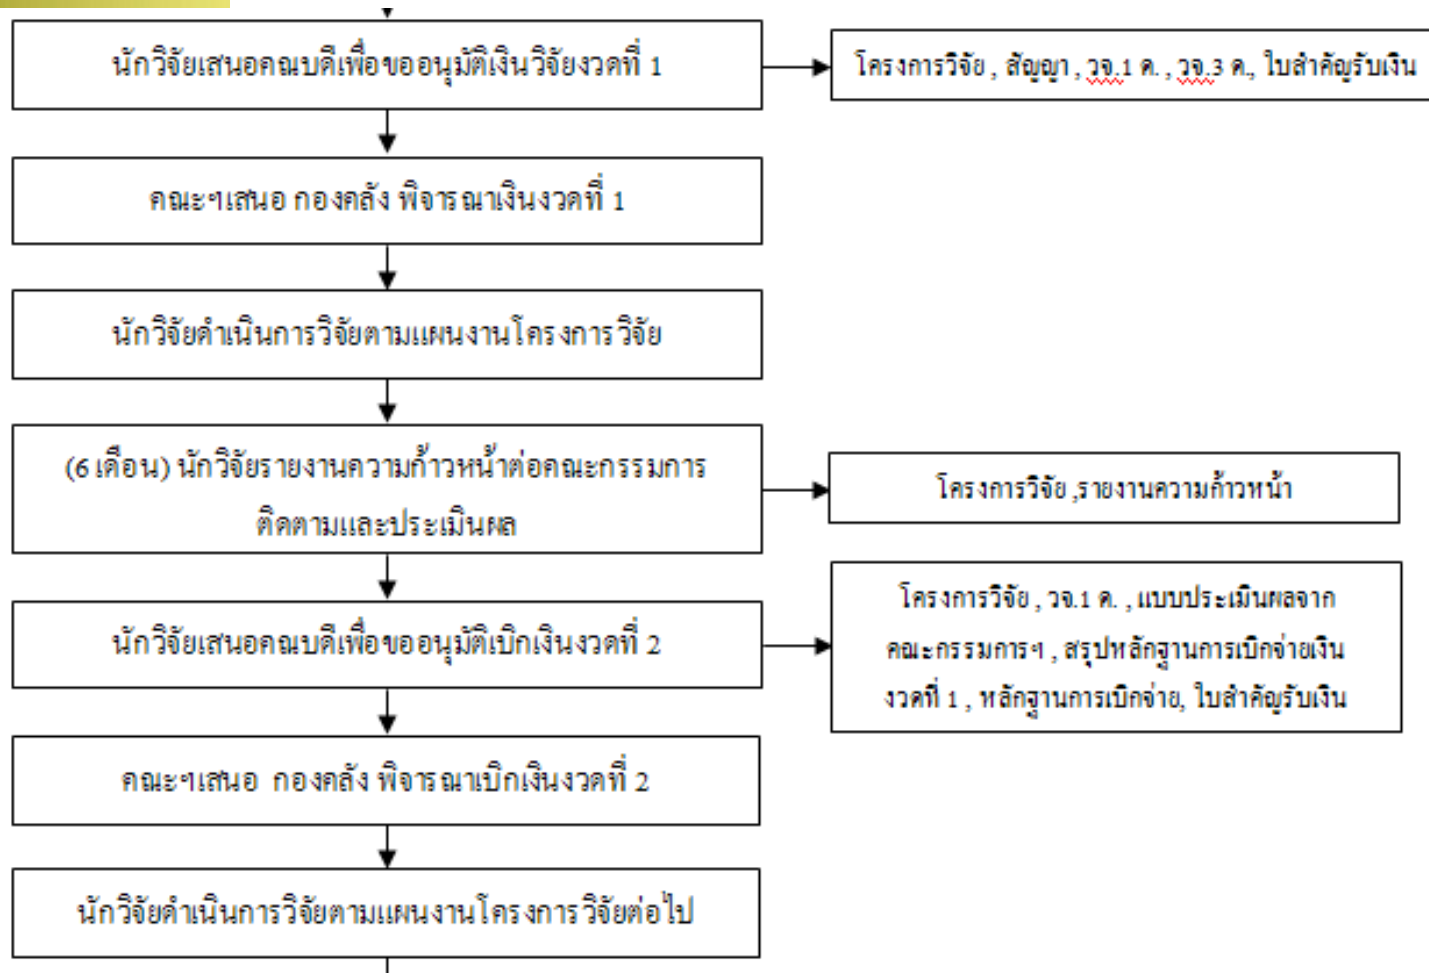 นักวิจัยเสนอคณบดีเพื่อขออนุมัติเงินวิจัยงวดที่ 1
โครงการวิจัย , สัญญา , วจ.1 ค. , วจ.3 ค., ใบสำคัญรับเงิน
คณะฯเสนอ กองคลัง พิจารณาเงินงวดที่ 1
นักวิจัยดำเนินการวิจัยตามแผนงานโครงการวิจัย
(6 เดือน) นักวิจัยรายงานความก้าวหน้าต่อคณะกรรมการ
ติดตามและประเมินผล
โครงการวิจัย ,รายงานความก้าวหน้า
นักวิจัยเสนอคณบดีเพื่อขออนุมัติเบิกเงินงวดที่ 2
โครงการวิจัย , วจ.1 ค. , แบบประเมินผลจาก
คณะกรรมการฯ , สรุปหลักฐานการเบิกจ่ายเงิน
งวดที่ 1 , หลักฐานการเบิกจ่าย, ใบสำคัญรับเงิน
คณะฯเสนอ กองคลัง พิจารณาเบิกเงินงวดที่ 2
นักวิจัยดำเนินการวิจัยตามแผนงานโครงการวิจัยต่อไป